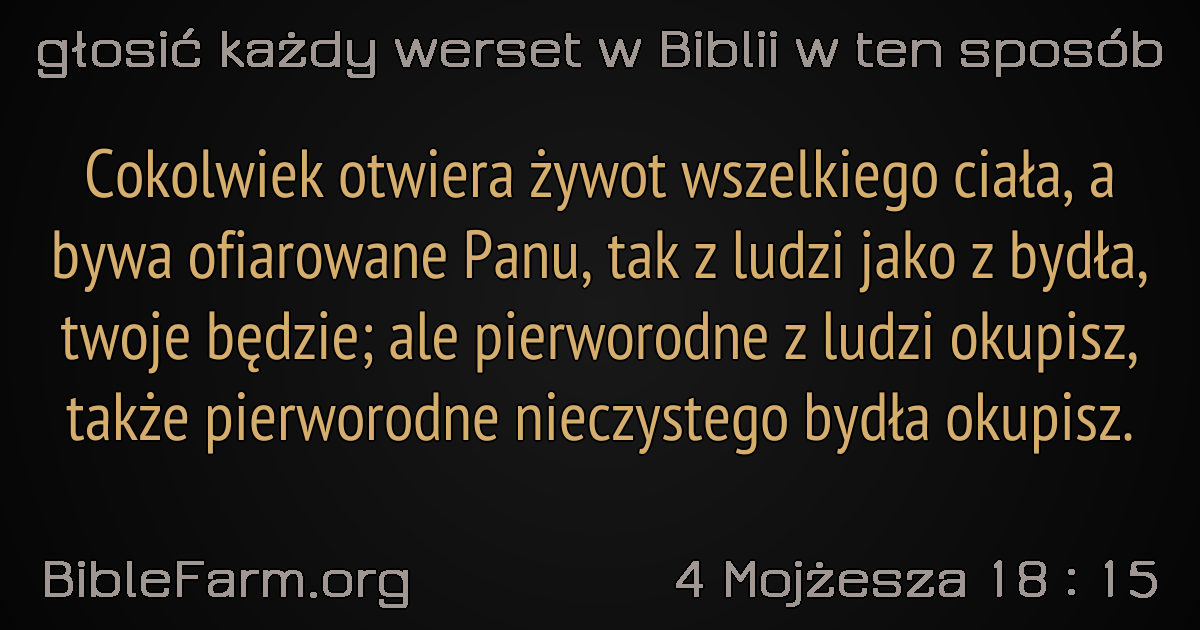 głosić każdy werset w Biblii w ten sposób
Cokolwiek otwiera żywot wszelkiego ciała, a
bywa ofiarowane Panu, tak z ludzi jako z bydła,
twoje będzie; ale pierworodne z ludzi okupisz,
także pierworodne nieczystego bydła okupisz.
BibleFarm.org
4 Mojżesza 18 : 15